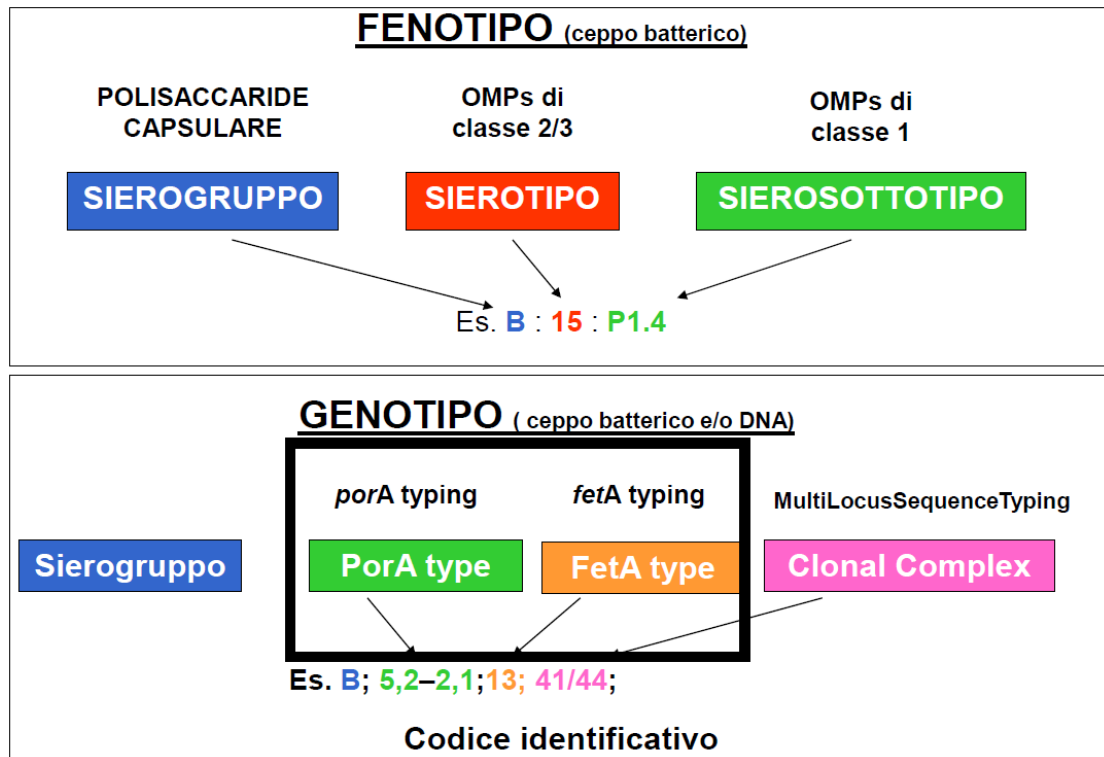 FENOTIPO (ceppo batterico)
POLISACCARIDE
CAPSULARE
OMPs di
classe 2/3
OMPs di
classe 1
SIEROGRUPPO
SIEROTIPO
SIEROSOTTOTIPO
Es. B : 15 : P1.4
GENOTIPO ( ceppo batterico e/o DNA)
porA typing
fetA typing
MultiLocusSequenceTyping
Sierogruppo
PorA type
FetA type
Clonal Complex
Es. B; 5,2–2,1;13; 41/44;
Codice identificativo